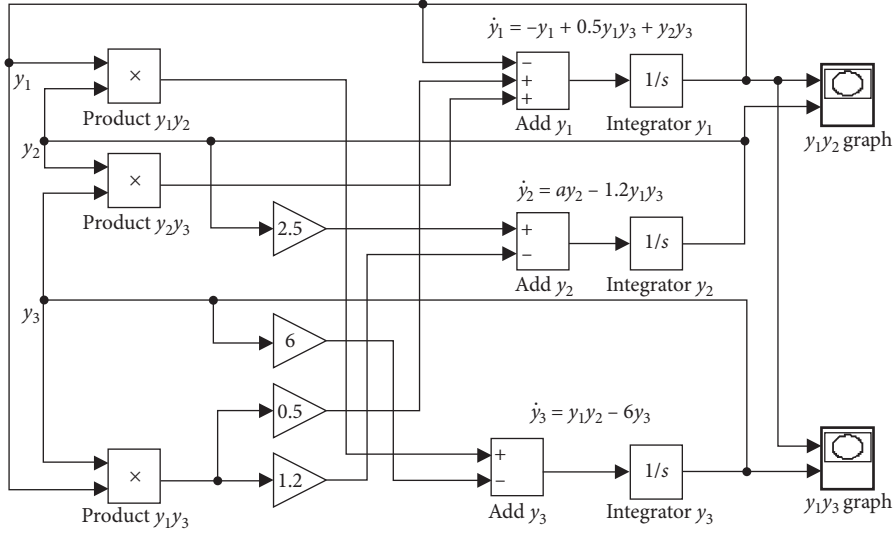 ẏ₁ = –y₁ + 0.5y₁y₃ + y₂y₃
y₁
×
Product y₁y₂
–
+
+
Add y₁
1/s
Integrator y₁
y₁y₂ graph
y₂
×
Product y₂y₃
2.5
ẏ₂ = ay₂ – 1.2y₁y₃
+
–
Add y₂
1/s
Integrator y₂
y₃
6
0.5
ẏ₃ = y₁y₂ – 6y₃
×
Product y₁y₃
1.2
+
–
Add y₃
1/s
Integrator y₃
y₁y₃ graph